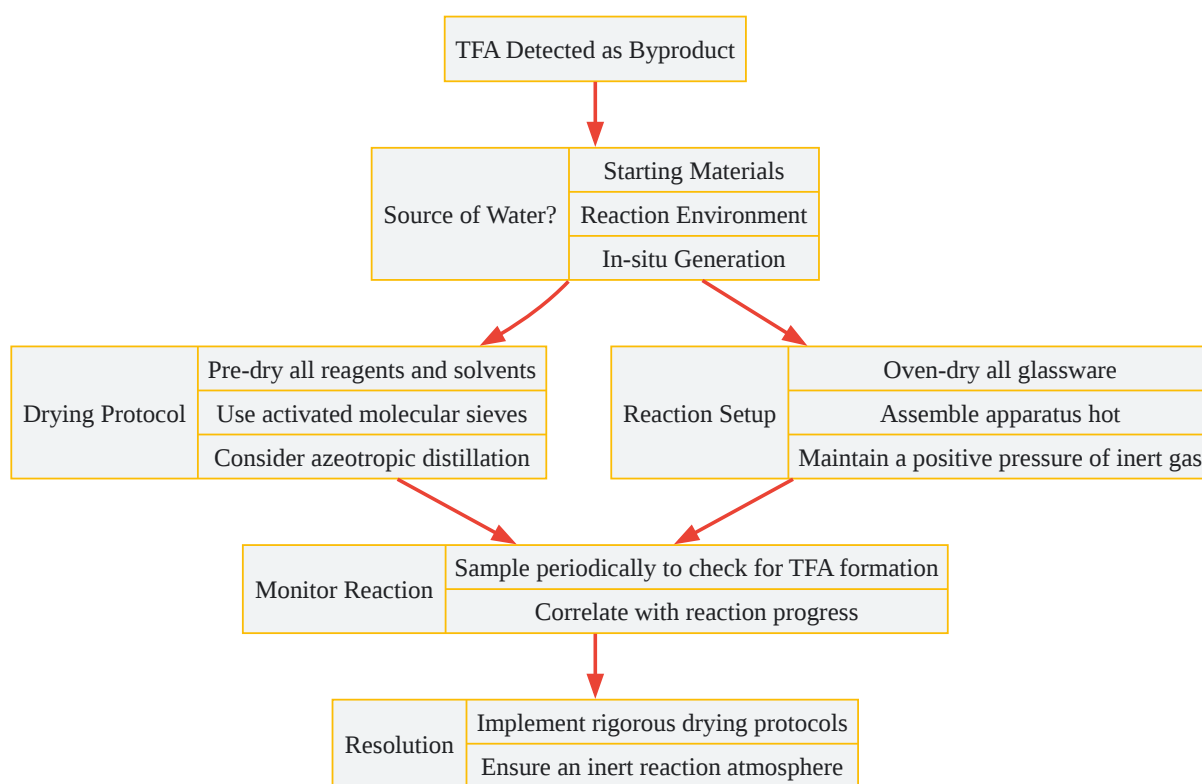 TFA Detected as Byproduct
Source of Water?
Starting Materials
Reaction Environment
In-situ Generation
Drying Protocol
Pre-dry all reagents and solvents
Use activated molecular sieves
Consider azeotropic distillation
Reaction Setup
Oven-dry all glassware
Assemble apparatus hot
Maintain a positive pressure of inert gas
Monitor Reaction
Sample periodically to check for TFA formation
Correlate with reaction progress
Resolution
Implement rigorous drying protocols
Ensure an inert reaction atmosphere